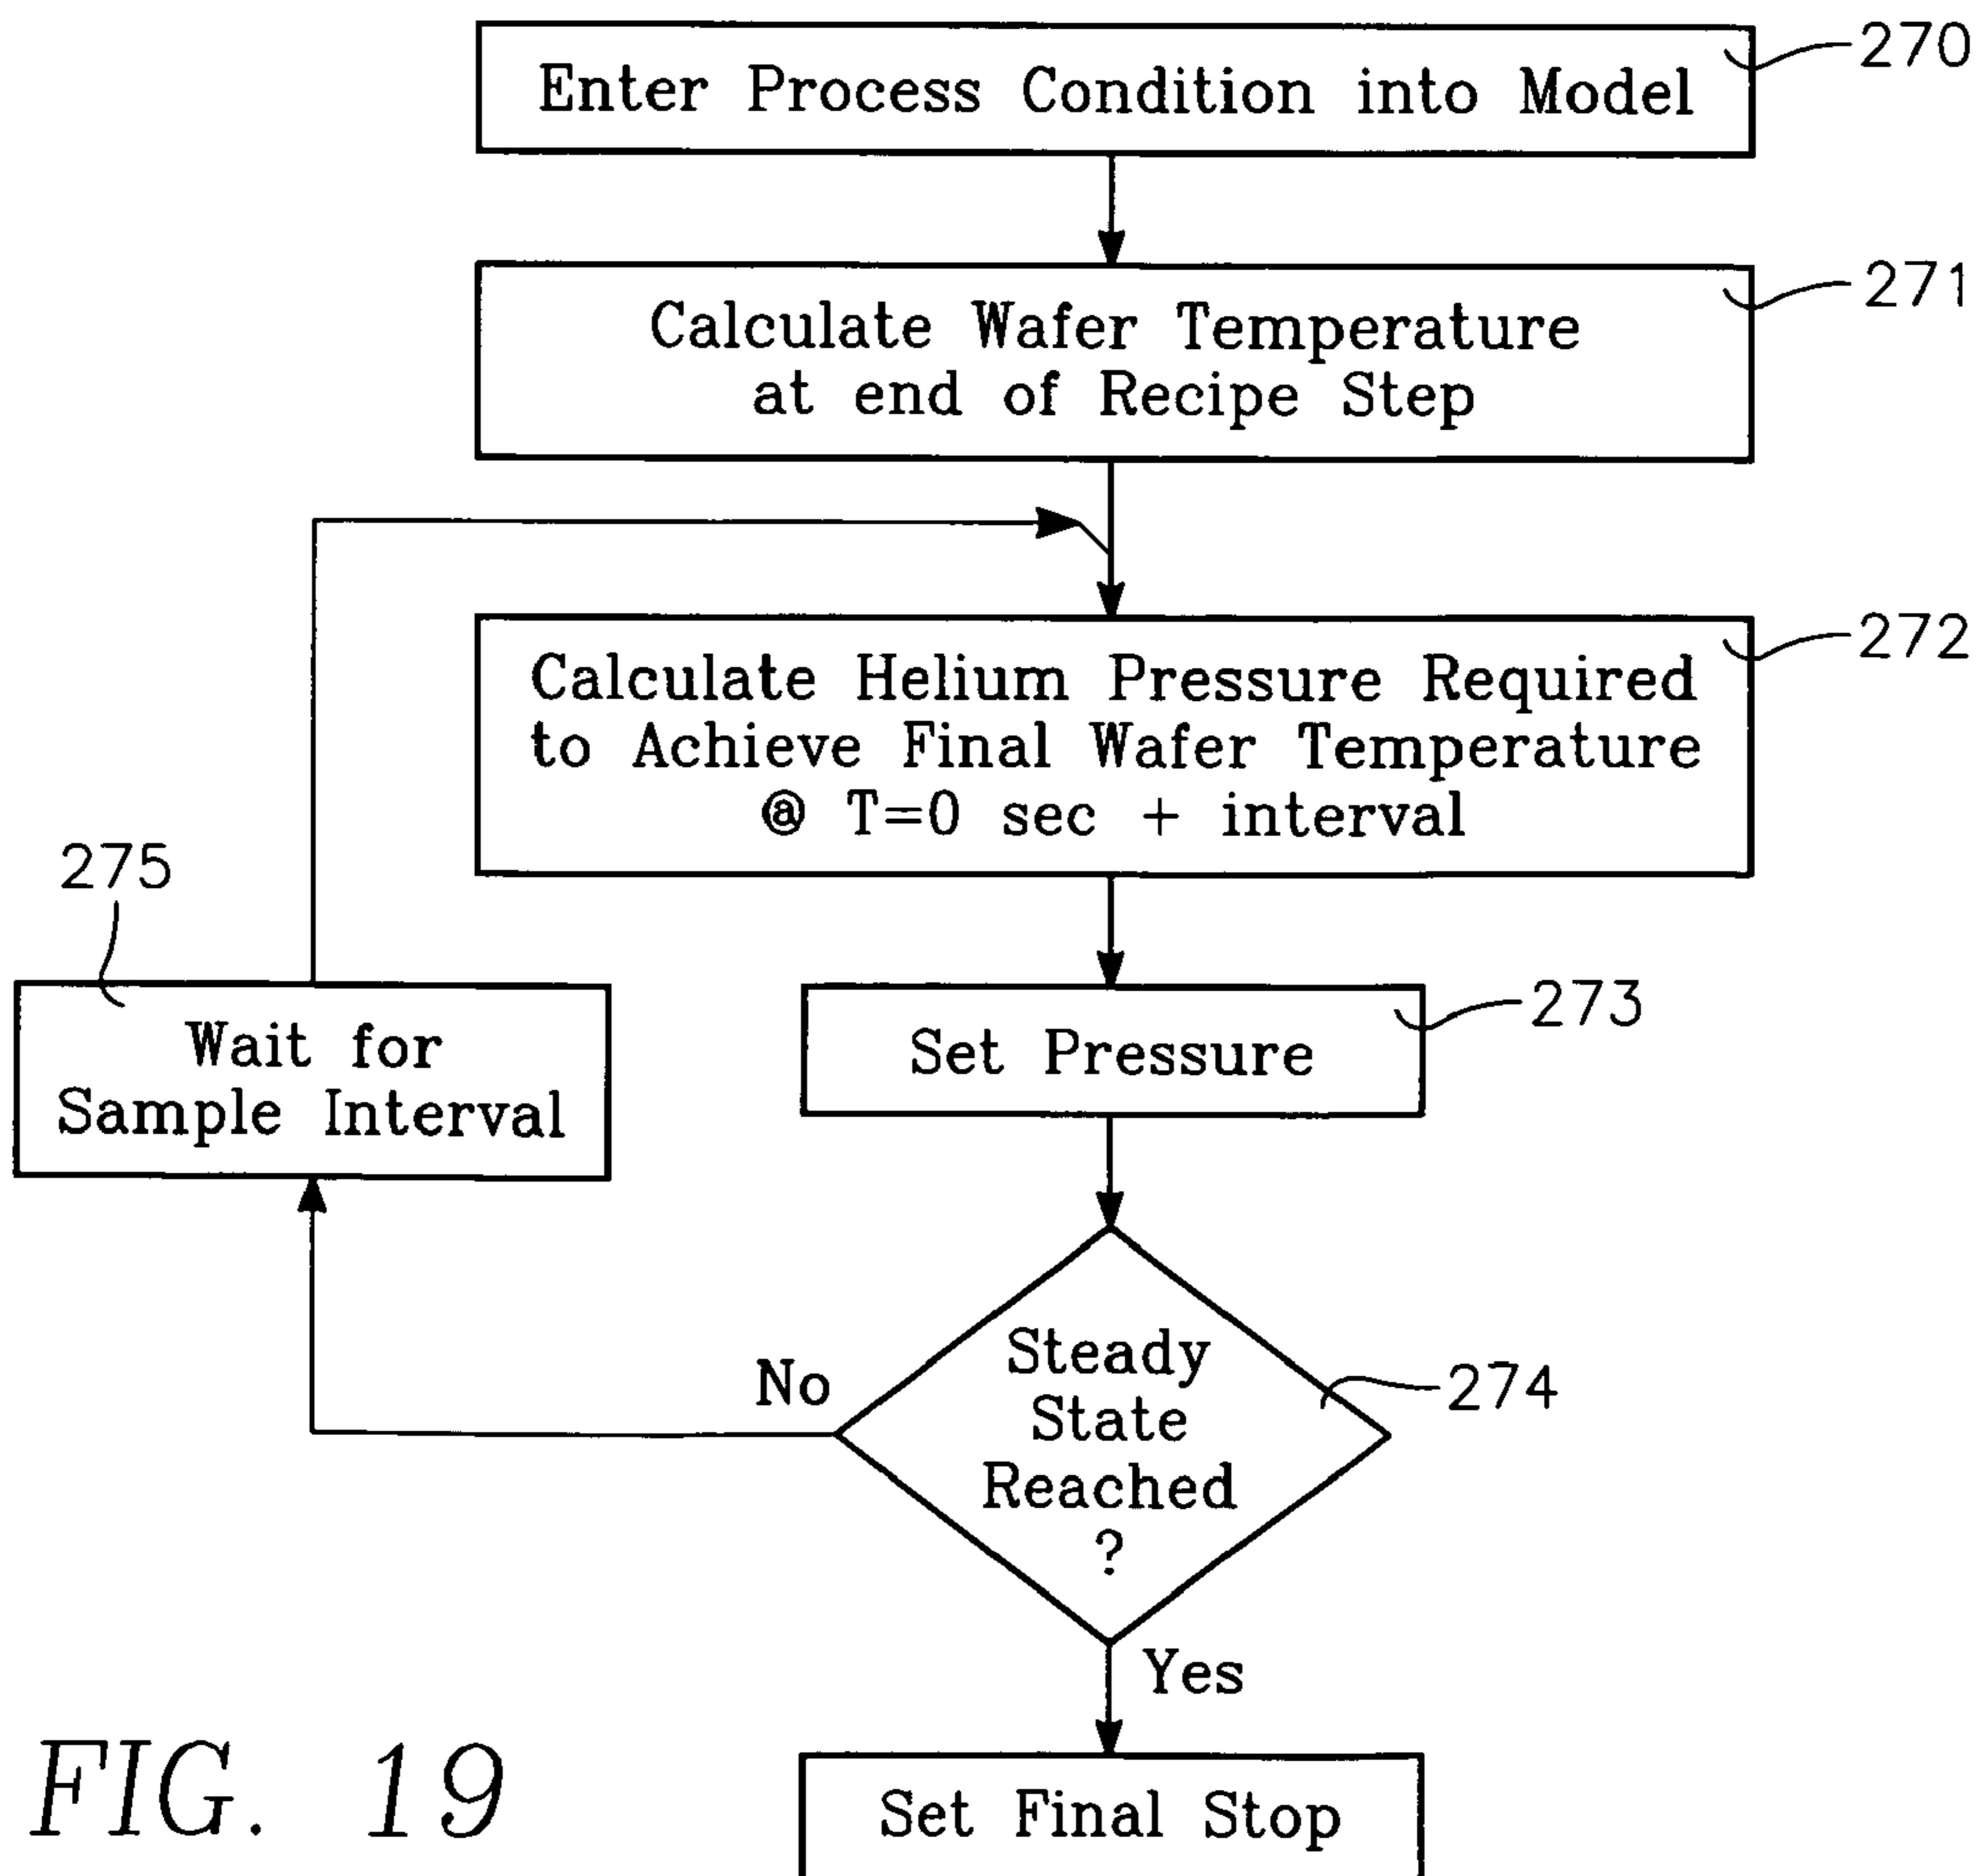 Enter Process Condition into Model
270
Calculate Wafer Temperature
at end of Recipe Step
271
Calculate Helium Pressure Required
to Achieve Final Wafer Temperature
@ T=0 sec + interval
272
275
Wait for
Sample Interval
Set Pressure
273
Steady
State
Reached
?
274
No
Yes
Set Final Stop
FIG. 19